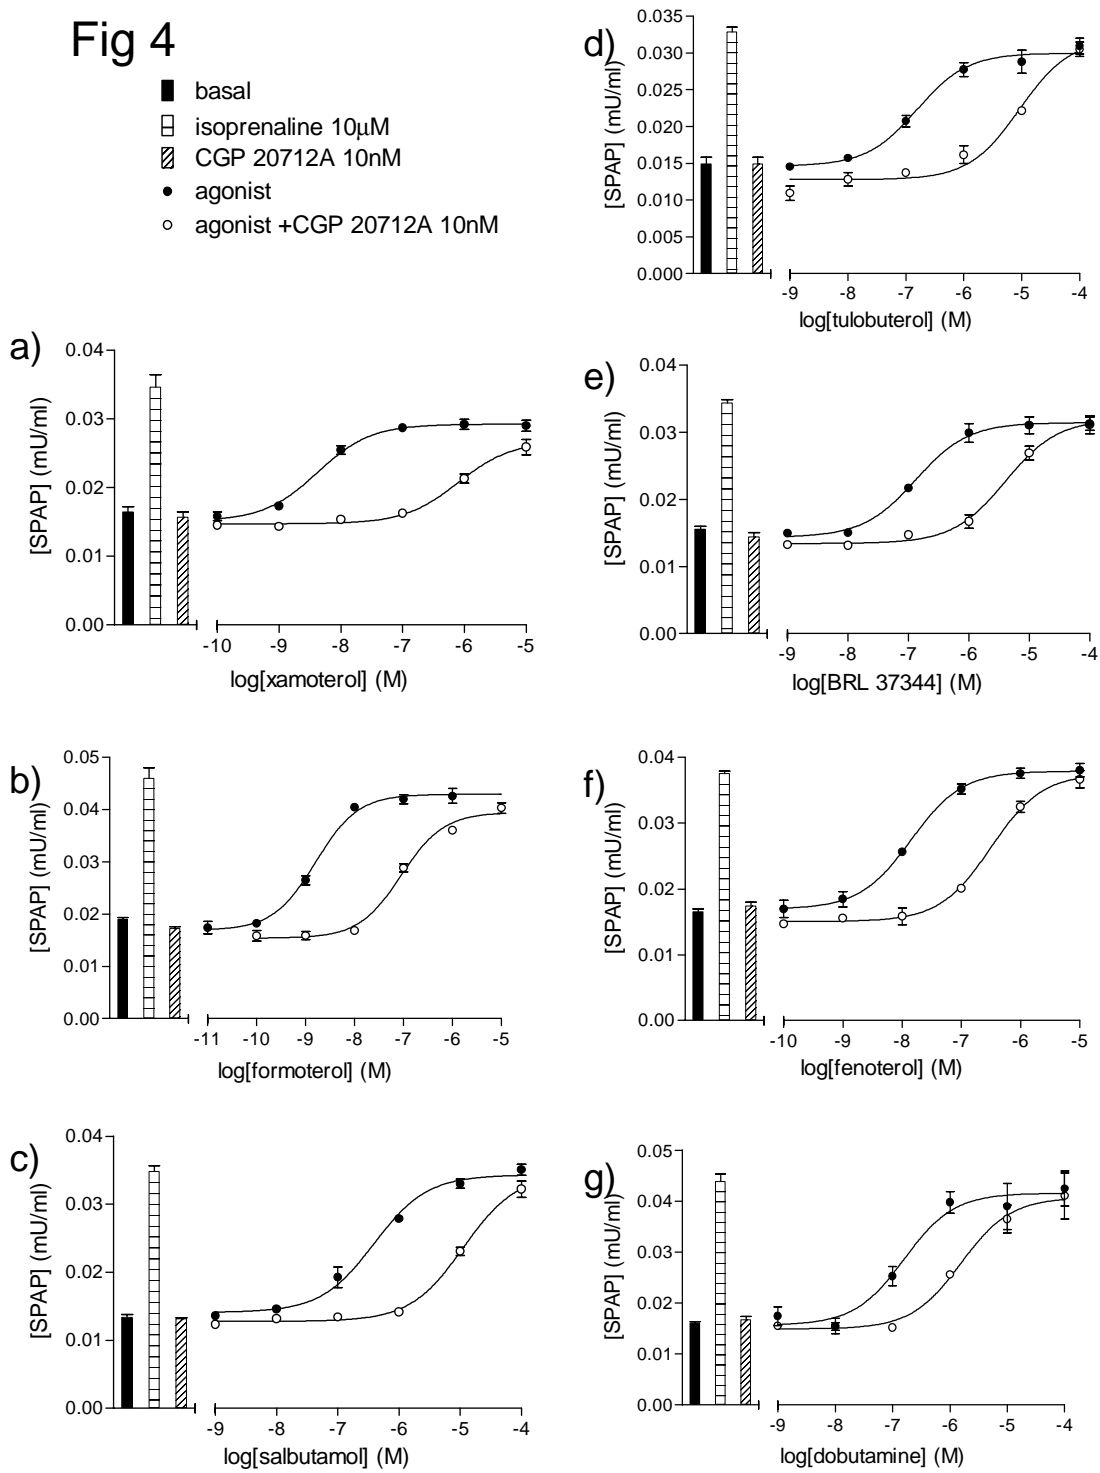 Fig 4
basal
isoprenaline 10µM
CGP 20712A 10nM
agonist
agonist +CGP 20712A 10nM
a)
[SPAP] (mU/ml)
0.04
0.03
0.02
0.01
0.00
-10 -9 -8 -7 -6 -5
log[xamoterol] (M)
b)
[SPAP] (mU/ml)
0.05
0.04
0.03
0.02
0.01
0.00
-11 -10 -9 -8 -7 -6 -5
log[formoterol] (M)
c)
[SPAP] (mU/ml)
0.04
0.03
0.02
0.01
0.00
-9 -8 -7 -6 -5 -4
log[salbutamol] (M)
d)
[SPAP] (mU/ml)
0.035
0.030
0.025
0.020
0.015
0.010
0.005
0.000
-9 -8 -7 -6 -5 -4
log[tulobuterol] (M)
e)
[SPAP] (mU/ml)
0.04
0.03
0.02
0.01
0.00
-9 -8 -7 -6 -5 -4
log[BRL 37344] (M)
f)
[SPAP] (mU/ml)
0.04
0.03
0.02
0.01
0.00
-10 -9 -8 -7 -6 -5
log[fenoterol] (M)
g)
[SPAP] (mU/ml)
0.05
0.04
0.03
0.02
0.01
0.00
-9 -8 -7 -6 -5 -4
log[dobutamine] (M)